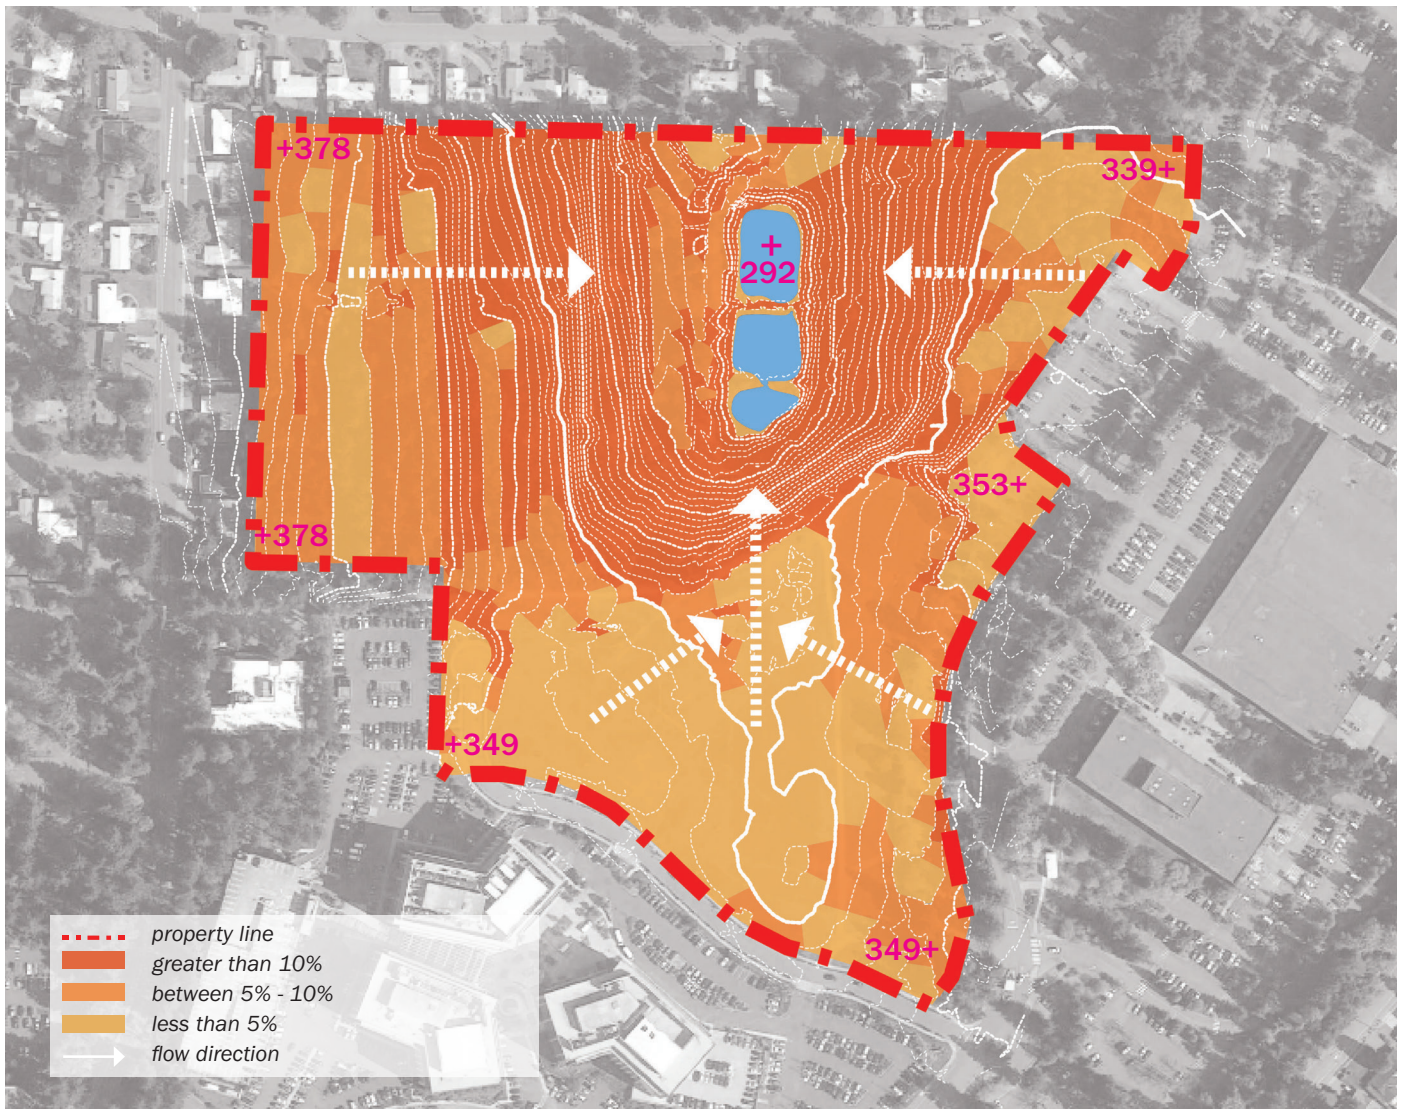 +378
339+
+
292
353+
+378
+349
349+
property line
greater than 10%
between 5% - 10%
less than 5%
flow direction